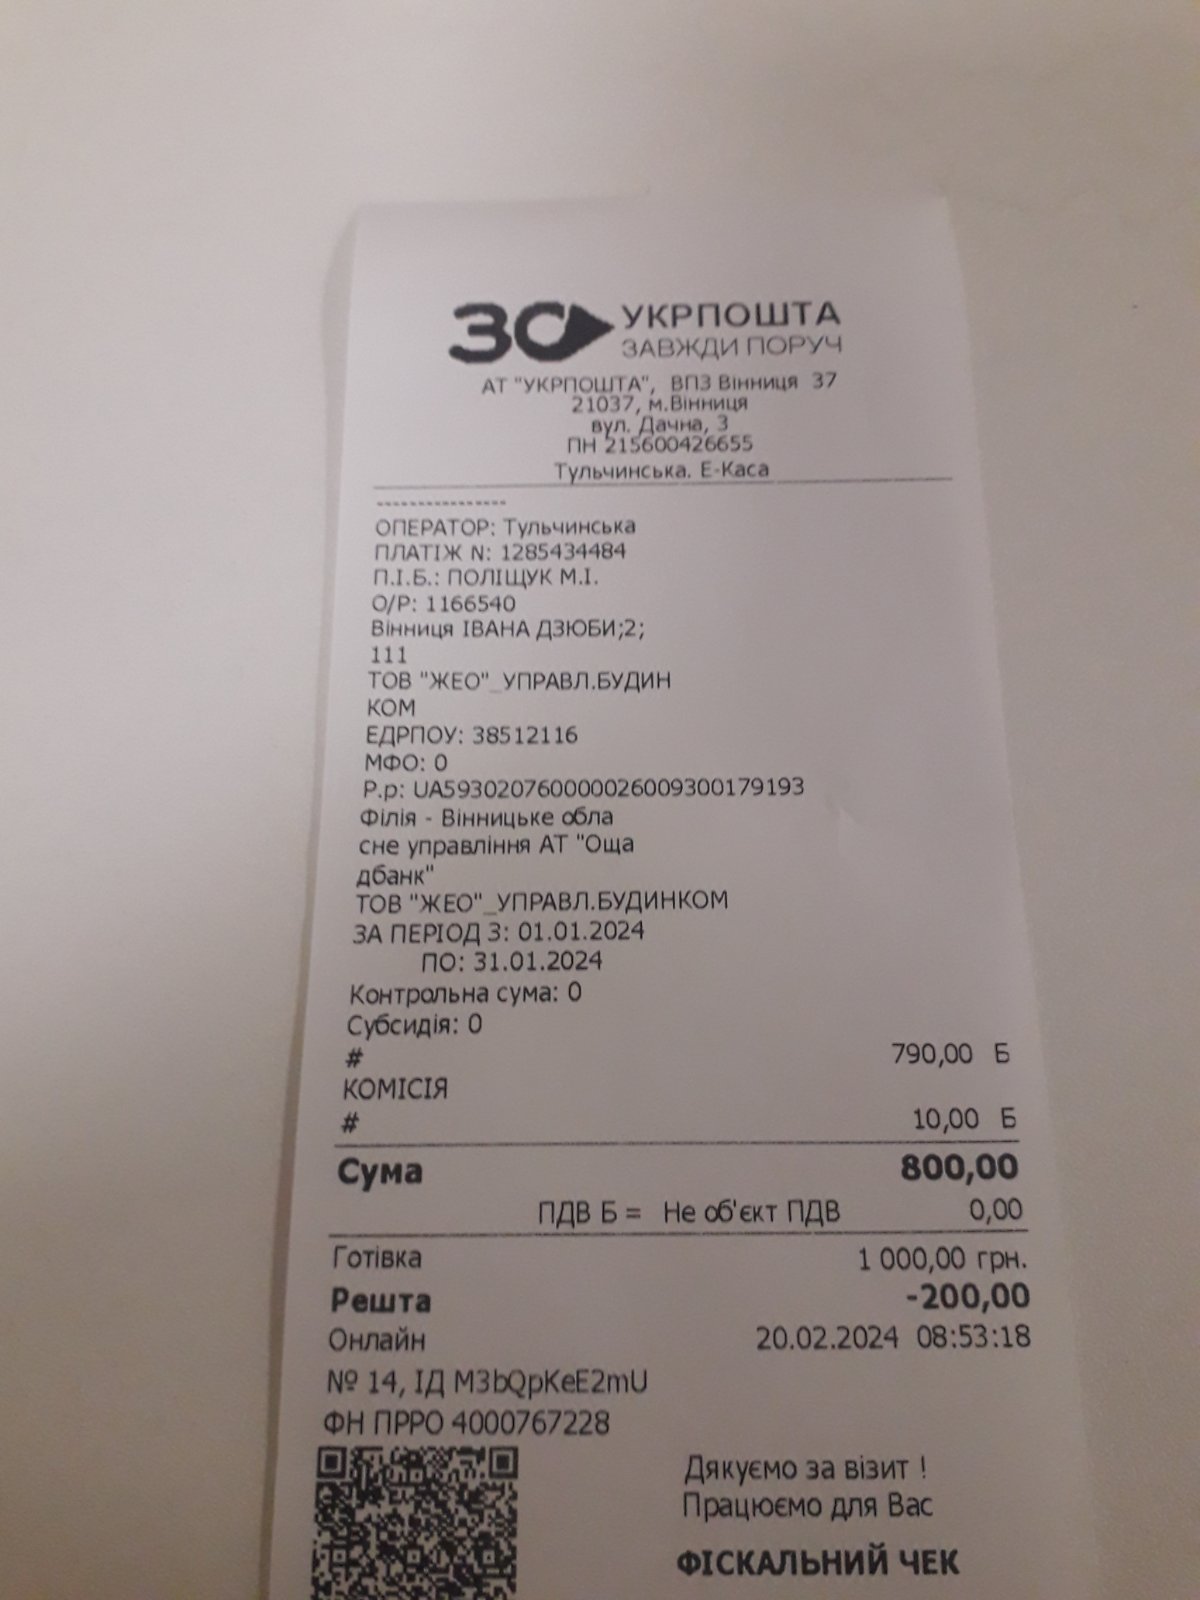 ЗО УКРПОШТА
ЗАВЖДИ ПОРУЧ
АТ "УКРПОШТА", ВПЗ Вінниця 37
21037, м.Вінниця
вул. Дачна, 3
ПН 215600426655
Тульчинська. Е-Каса
----------------
ОПЕРАТОР: Тульчинська
ПЛАТІЖ N: 1285434484
П.І.Б.: ПОЛІЩУК М.І.
О/Р: 1166540
Вінниця ІВАНА ДЗЮБИ;2;
111
ТОВ "ЖЕО"_УПРАВЛ.БУДИН
КОМ
ЕДРПОУ: 38512116
МФО: 0
Р.р: UA593020760000026009300179193
Філія - Вінницьке обла
сне управління АТ "Оща
дбанк"
ТОВ "ЖЕО"_УПРАВЛ.БУДИНКОМ
ЗА ПЕРІОД З: 01.01.2024
ПО: 31.01.2024
Контрольна сума: 0
Субсидія: 0
# 790,00 Б
КОМІСІЯ
# 10,00 Б
Сума 800,00
ПДВ Б = Не об'єкт ПДВ 0,00
Готівка 1 000,00 грн.
Решта -200,00
Онлайн 20.02.2024 08:53:18
№ 14, ІД M3bQpKeE2mU
ФН ПРРО 4000767228
Дякуємо за візит !
Працюємо для Вас
ФІСКАЛЬНИЙ ЧЕК